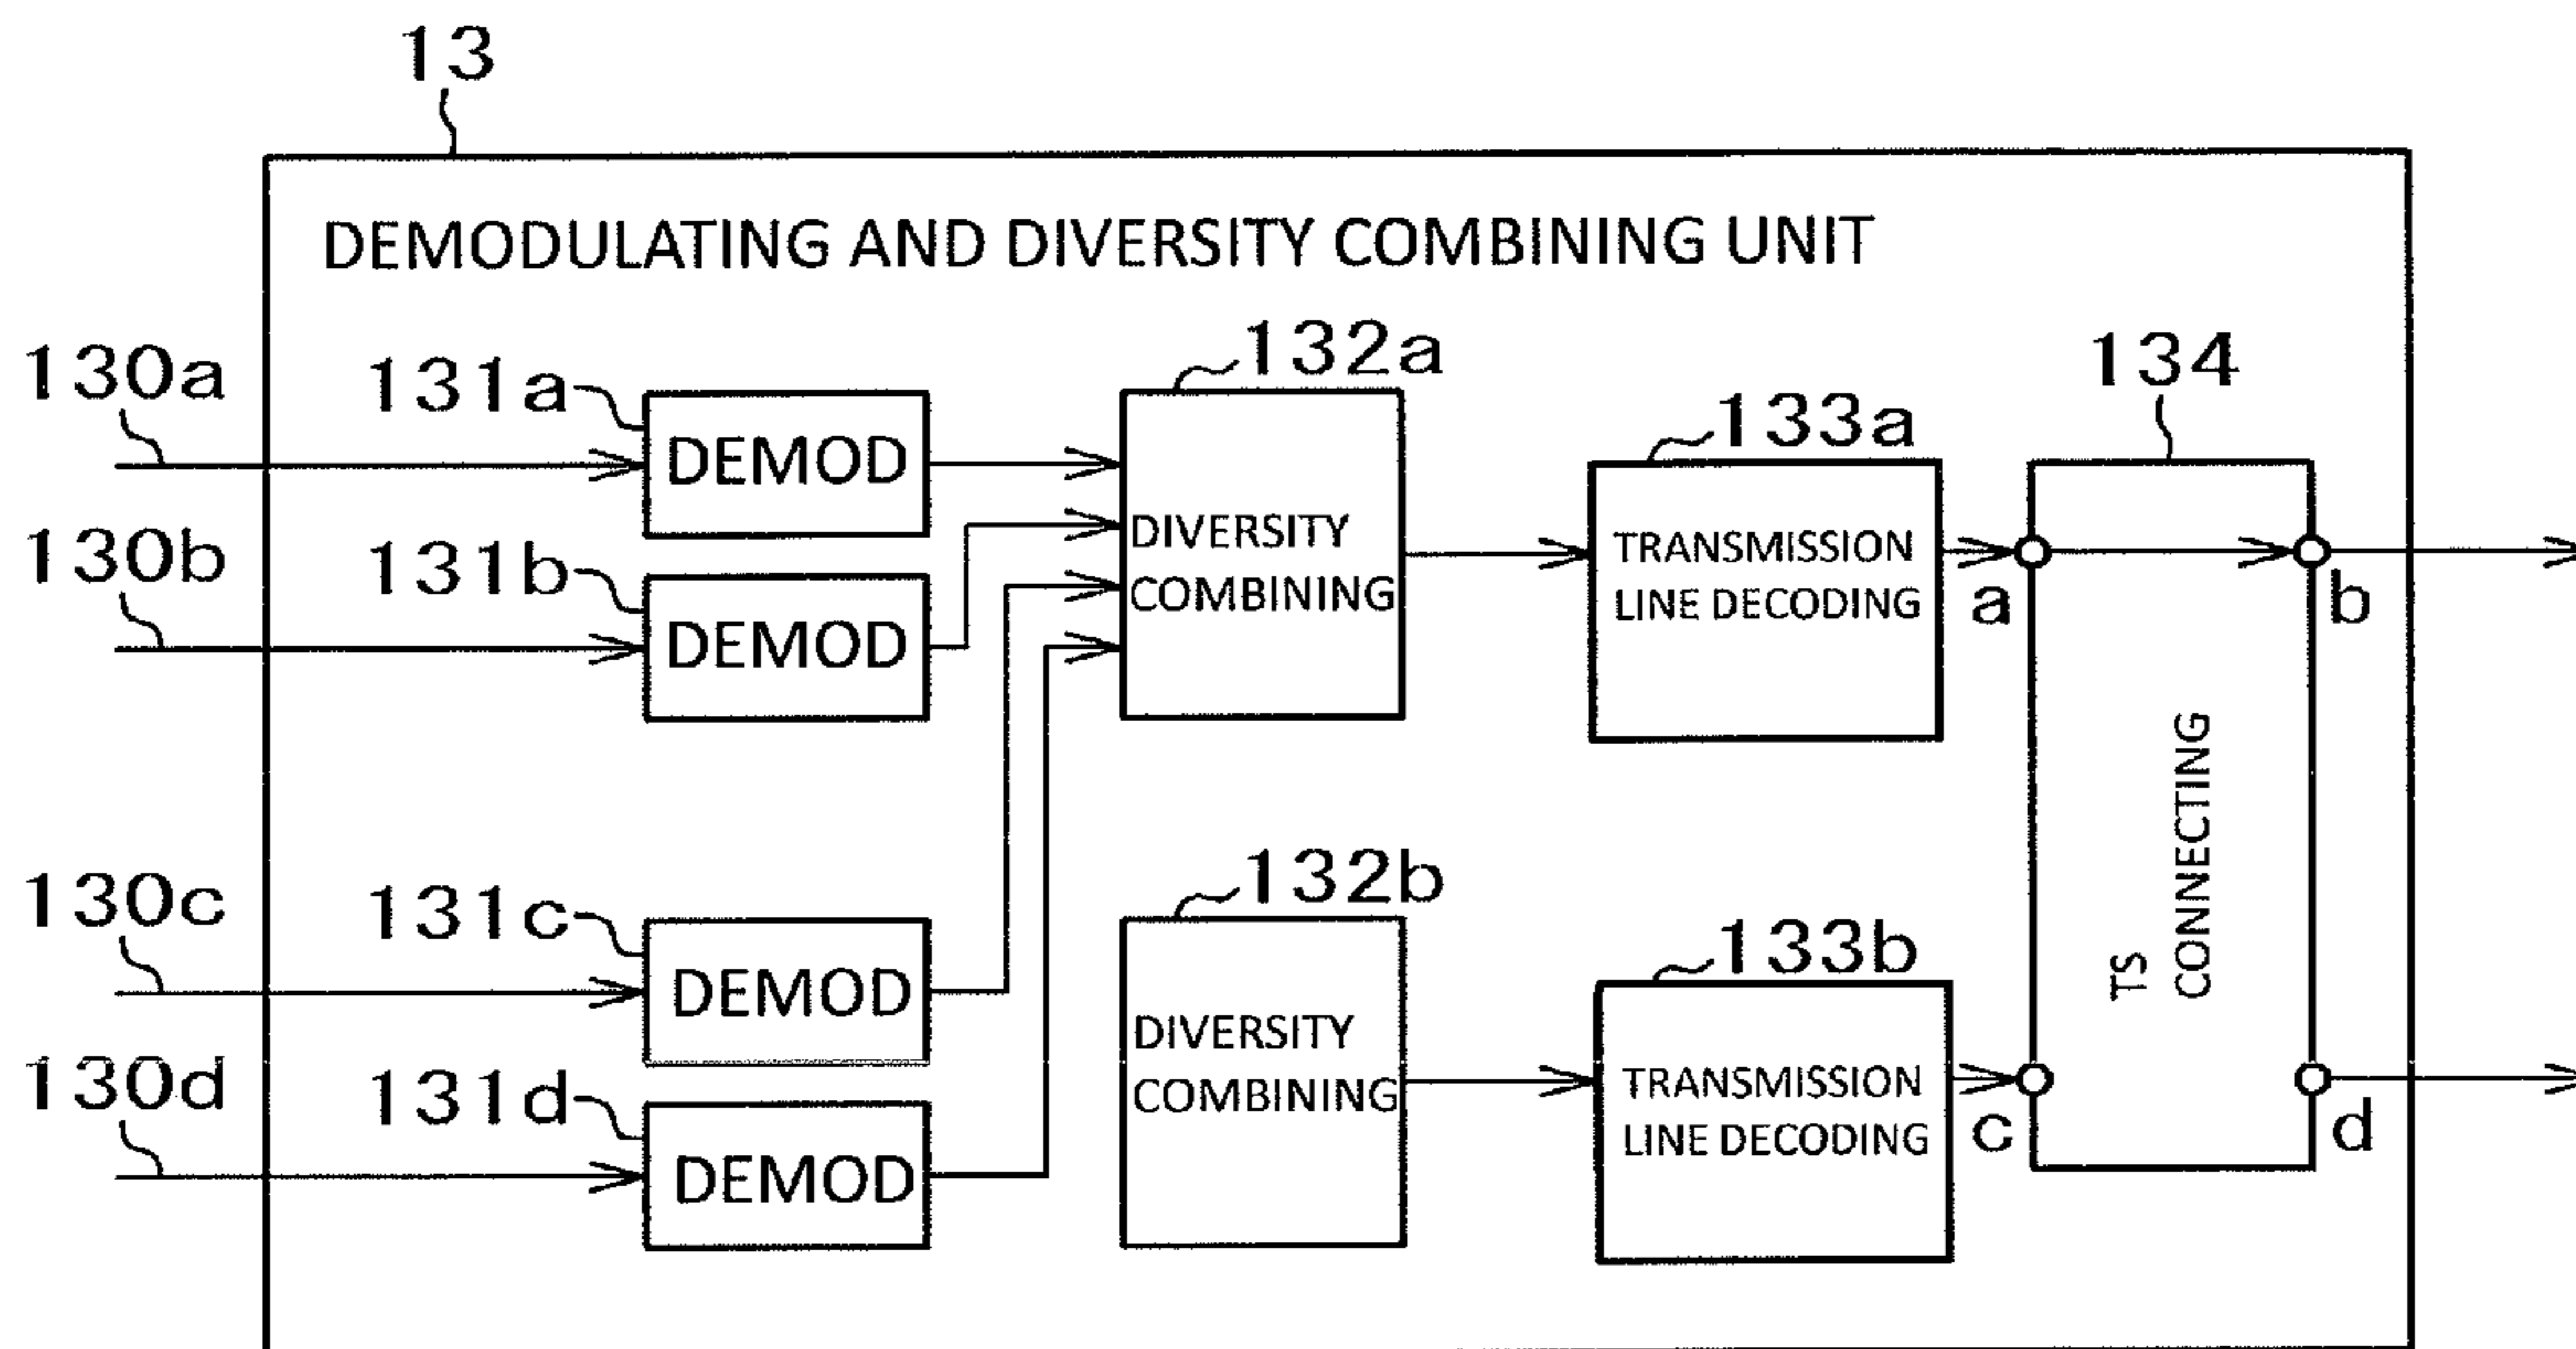 13
DEMODULATING AND DIVERSITY COMBINING UNIT
130a
131a
DEMOD
130b
131b
DEMOD
130c
131c
DEMOD
130d
131d
DEMOD
132a
DIVERSITY
COMBINING
132b
DIVERSITY
COMBINING
133a
TRANSMISSION
LINE DECODING
133b
TRANSMISSION
LINE DECODING
134
a
b
TS
CONNECTING
c
d